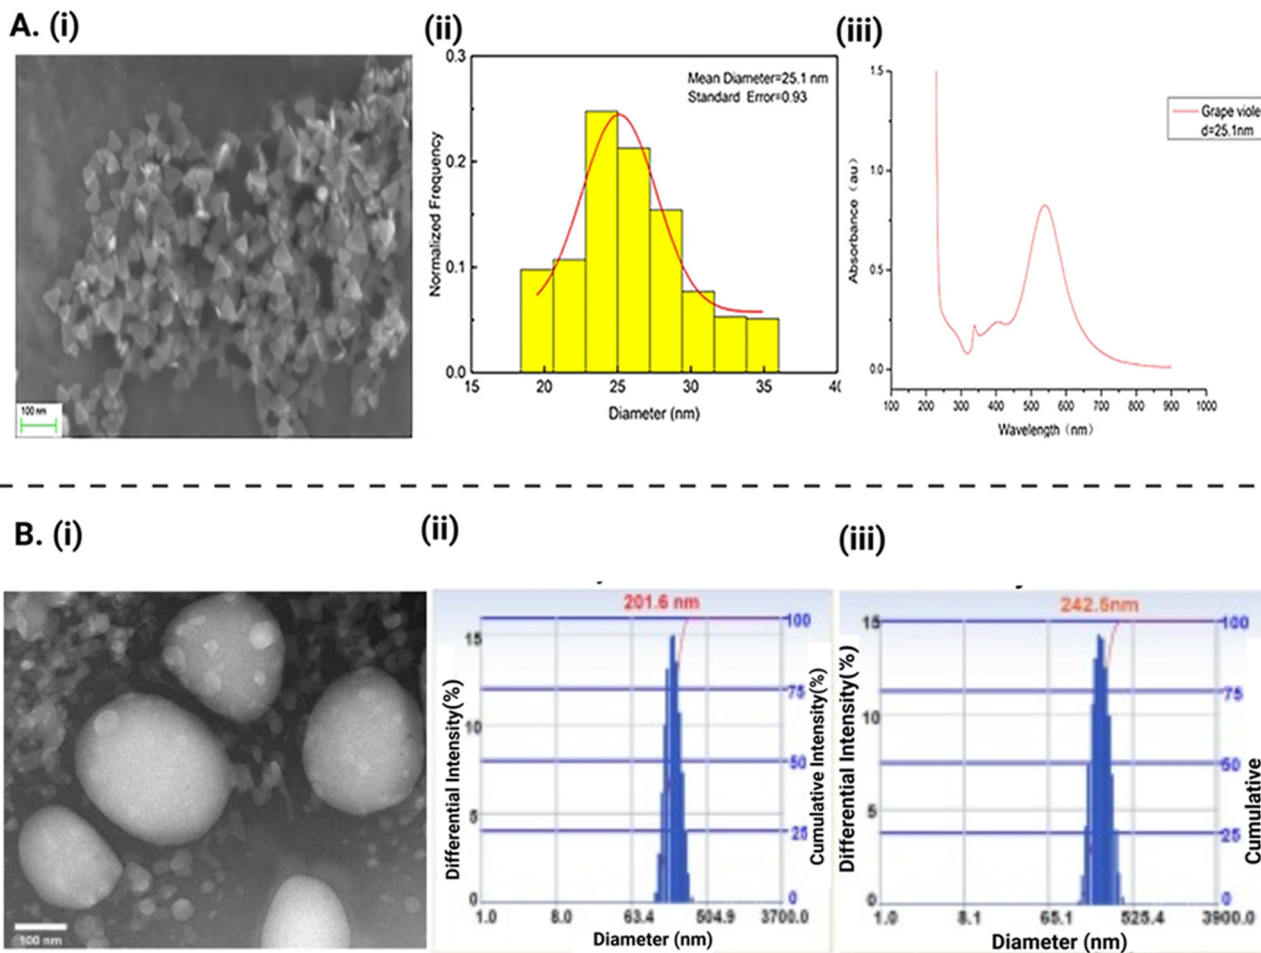 A. (i)
(ii)
(iii)
100 nm
0.3
0.2
0.1
0.0
Normalized Frequency
Mean Diameter=25.1 nm
Standard Error=0.93
15 20 25 30 35
Diameter (nm)
1.5
1.0
0.5
0.0
Absorbance (au)
Grape viole
d=25.1nm
100 200 300 400 500 600 700 800 900 1000
Wavelength (nm)
B. (i)
(ii)
(iii)
100 nm
201.6 nm
15
10
5
0
Differential Intensity(%)
100
75
50
25
0
Cumulative Intensity(%)
1.0 8.0 63.4 504.9 3700.0
Diameter (nm)
242.5nm
15
10
5
0
Differential Intensity(%)
100
75
50
25
0
Cumulative
1.0 8.1 65.1 525.4 3900.0
Diameter (nm)